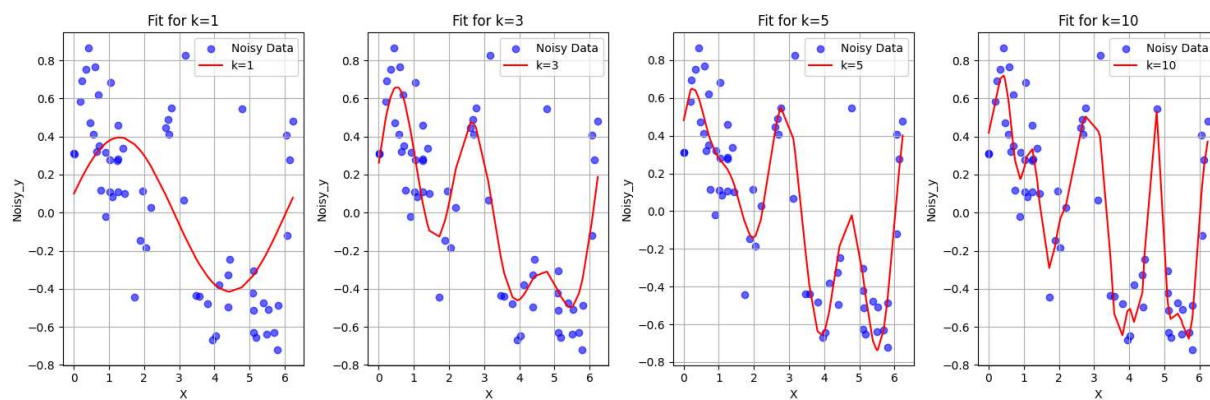 Fit for k=1
Noisy Data
k=1
0.8
0.6
0.4
0.2
0.0
−0.2
−0.4
−0.6
−0.8
Noisy_y
0 1 2 3 4 5 6
X
Fit for k=3
Noisy Data
k=3
0.8
0.6
0.4
0.2
0.0
−0.2
−0.4
−0.6
−0.8
Noisy_y
0 1 2 3 4 5 6
X
Fit for k=5
Noisy Data
k=5
0.8
0.6
0.4
0.2
0.0
−0.2
−0.4
−0.6
−0.8
Noisy_y
0 1 2 3 4 5 6
X
Fit for k=10
Noisy Data
k=10
0.8
0.6
0.4
0.2
0.0
−0.2
−0.4
−0.6
−0.8
Noisy_y
0 1 2 3 4 5 6
X